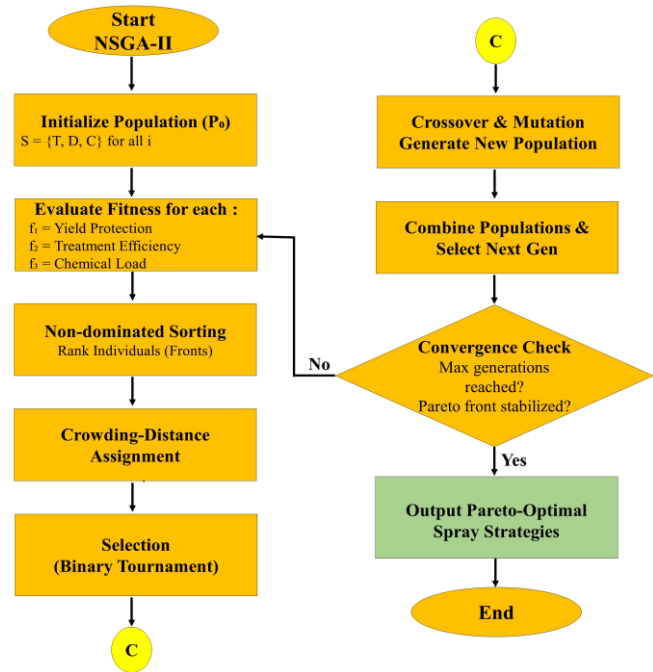 Start
NSGA-II
Initialize Population (P₀)
S = {T, D, C} for all i
Evaluate Fitness for each :
f₁ = Yield Protection
f₂ = Treatment Efficiency
f₃ = Chemical Load
Non-dominated Sorting
Rank Individuals (Fronts)
Crowding-Distance
Assignment
Selection
(Binary Tournament)
C
C
Crossover & Mutation
Generate New Population
Combine Populations &
Select Next Gen
Convergence Check
Max generations
reached?
Pareto front stabilized?
No
Yes
Output Pareto-Optimal
Spray Strategies
End